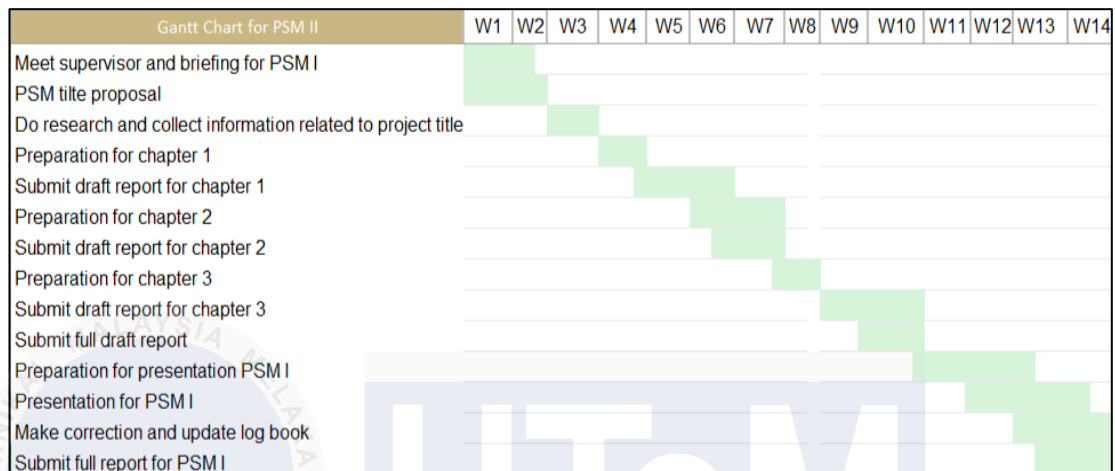 Gantt Chart for PSM II W1 W2 W3 W4 W5 W6 W7 W8 W9 W10 W11 W12 W13 W14
Meet supervisor and briefing for PSM I
PSM tilte proposal
Do research and collect information related to project title
Preparation for chapter 1
Submit draft report for chapter 1
Preparation for chapter 2
Submit draft report for chapter 2
Preparation for chapter 3
Submit draft report for chapter 3
Submit full draft report
Preparation for presentation PSM I
Presentation for PSM I
Make correction and update log book
Submit full report for PSM I
MALAYSIA MELAKA
UTeM